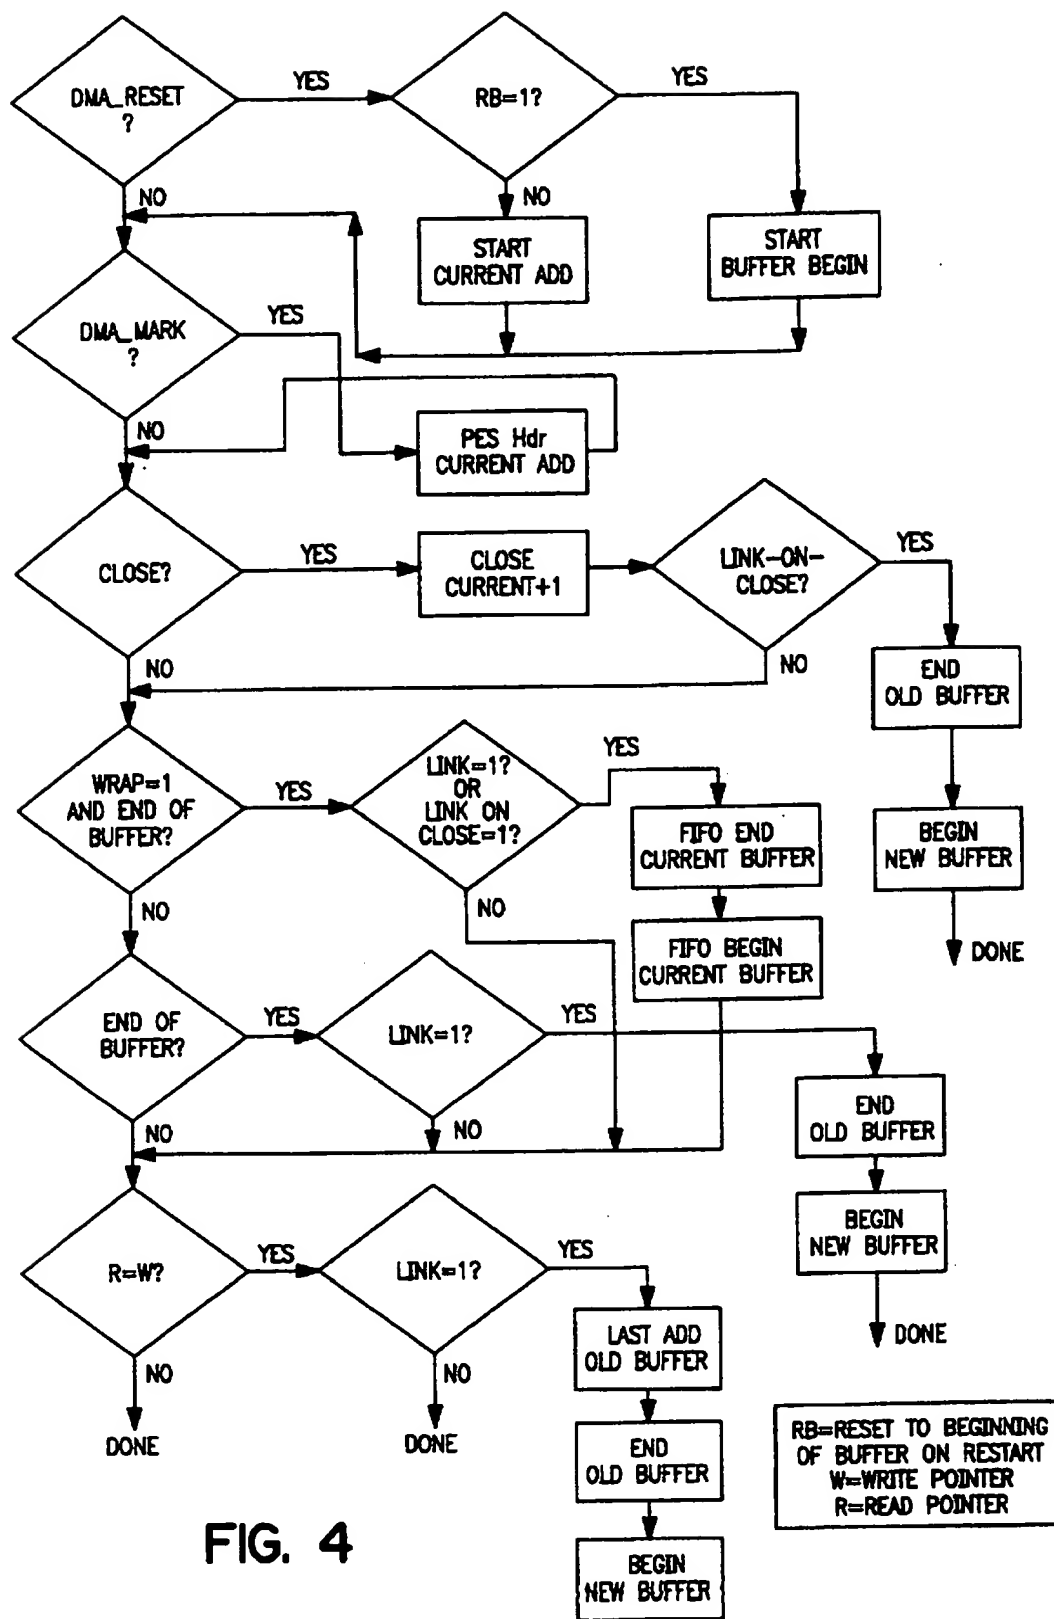 DMA_RESET
?
YES
RB=1?
YES
NO
NO
START
CURRENT ADD
START
BUFFER BEGIN
DMA_MARK
?
YES
NO
PES Hdr
CURRENT ADD
CLOSE?
YES
CLOSE
CURRENT+1
LINK-ON-
CLOSE?
YES
NO
NO
END
OLD BUFFER
BEGIN
NEW BUFFER
DONE
WRAP=1
AND END OF
BUFFER?
YES
LINK=1?
OR
LINK ON
CLOSE=1?
YES
NO
NO
FIFO END
CURRENT BUFFER
FIFO BEGIN
CURRENT BUFFER
END OF
BUFFER?
YES
LINK=1?
YES
NO
NO
END
OLD BUFFER
BEGIN
NEW BUFFER
DONE
R=W?
YES
LINK=1?
YES
NO
NO
DONE
DONE
LAST ADD
OLD BUFFER
END
OLD BUFFER
BEGIN
NEW BUFFER
RB=RESET TO BEGINNING
OF BUFFER ON RESTART
W=WRITE POINTER
R=READ POINTER
FIG. 4